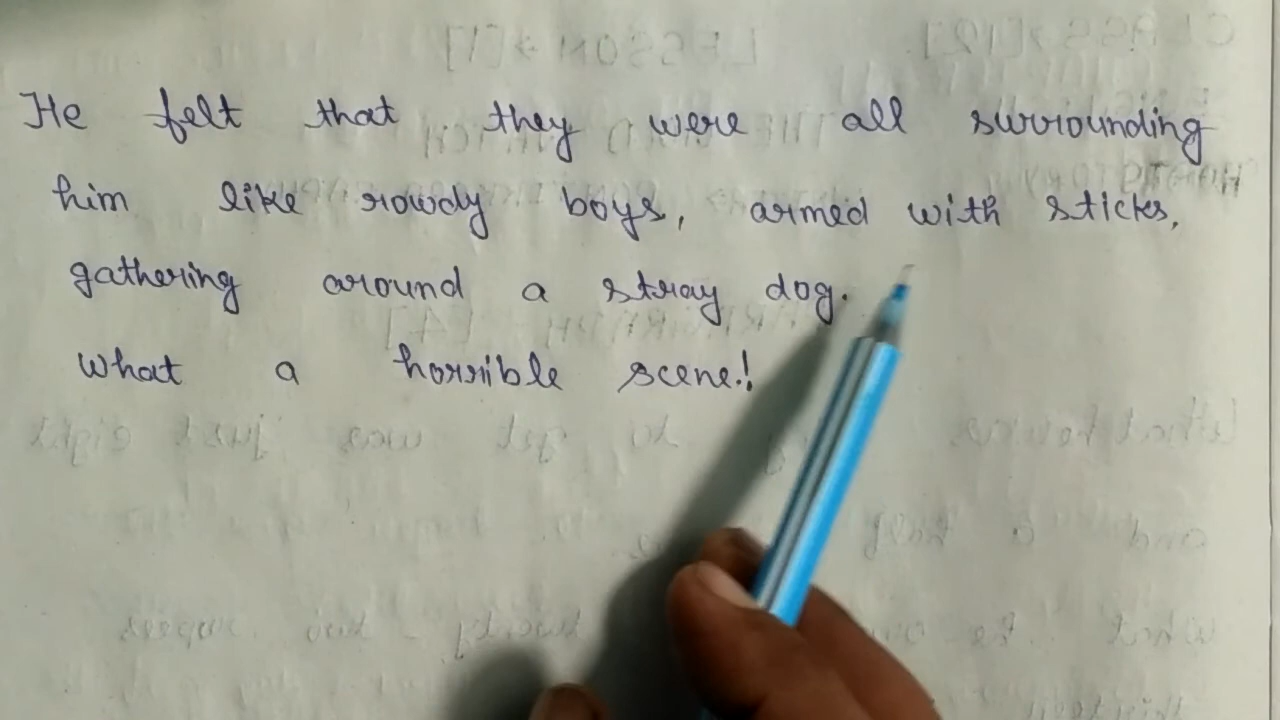 He felt that they were all surrounding
him like rowdy boys, armed with sticks,
gathering around a stray dog.
What a horrible scene.!